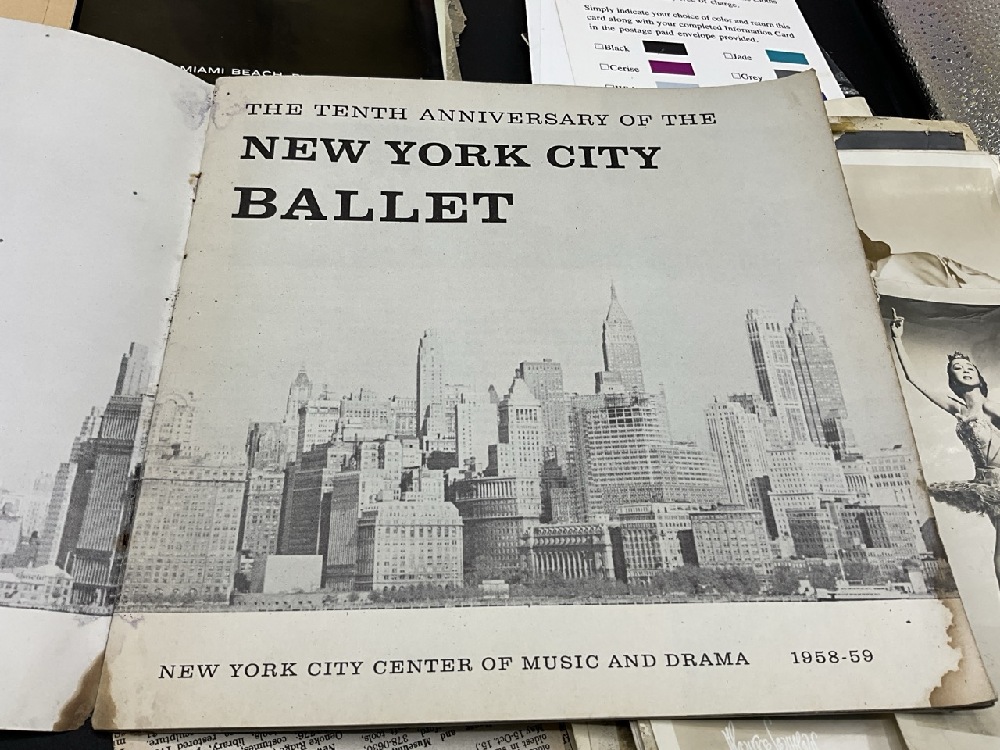 MIAMI BEACH
of charge.
Simply indicate your choice of color and return this
card along with your completed Information Card
in the postage paid envelope provided.
Black
Jade
Cerise
Grey
THE TENTH ANNIVERSARY OF THE
NEW YORK CITY
BALLET
NEW YORK CITY CENTER OF MUSIC AND DRAMA 1958-59